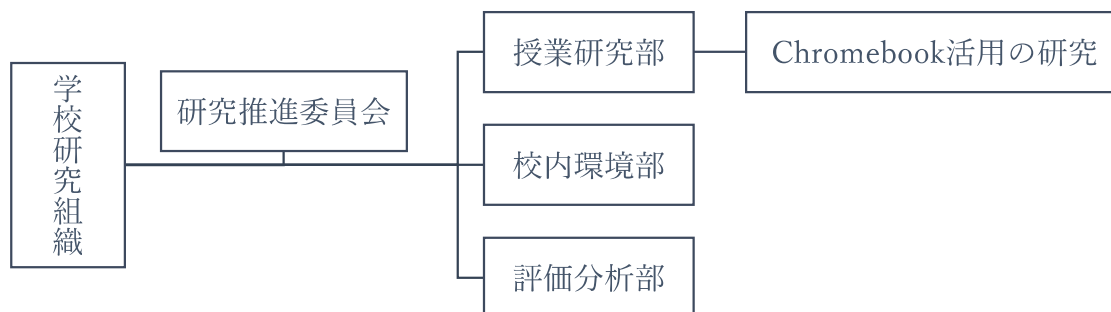 学校研究組織
研究推進委員会
授業研究部
Chromebook活用の研究
校内環境部
評価分析部